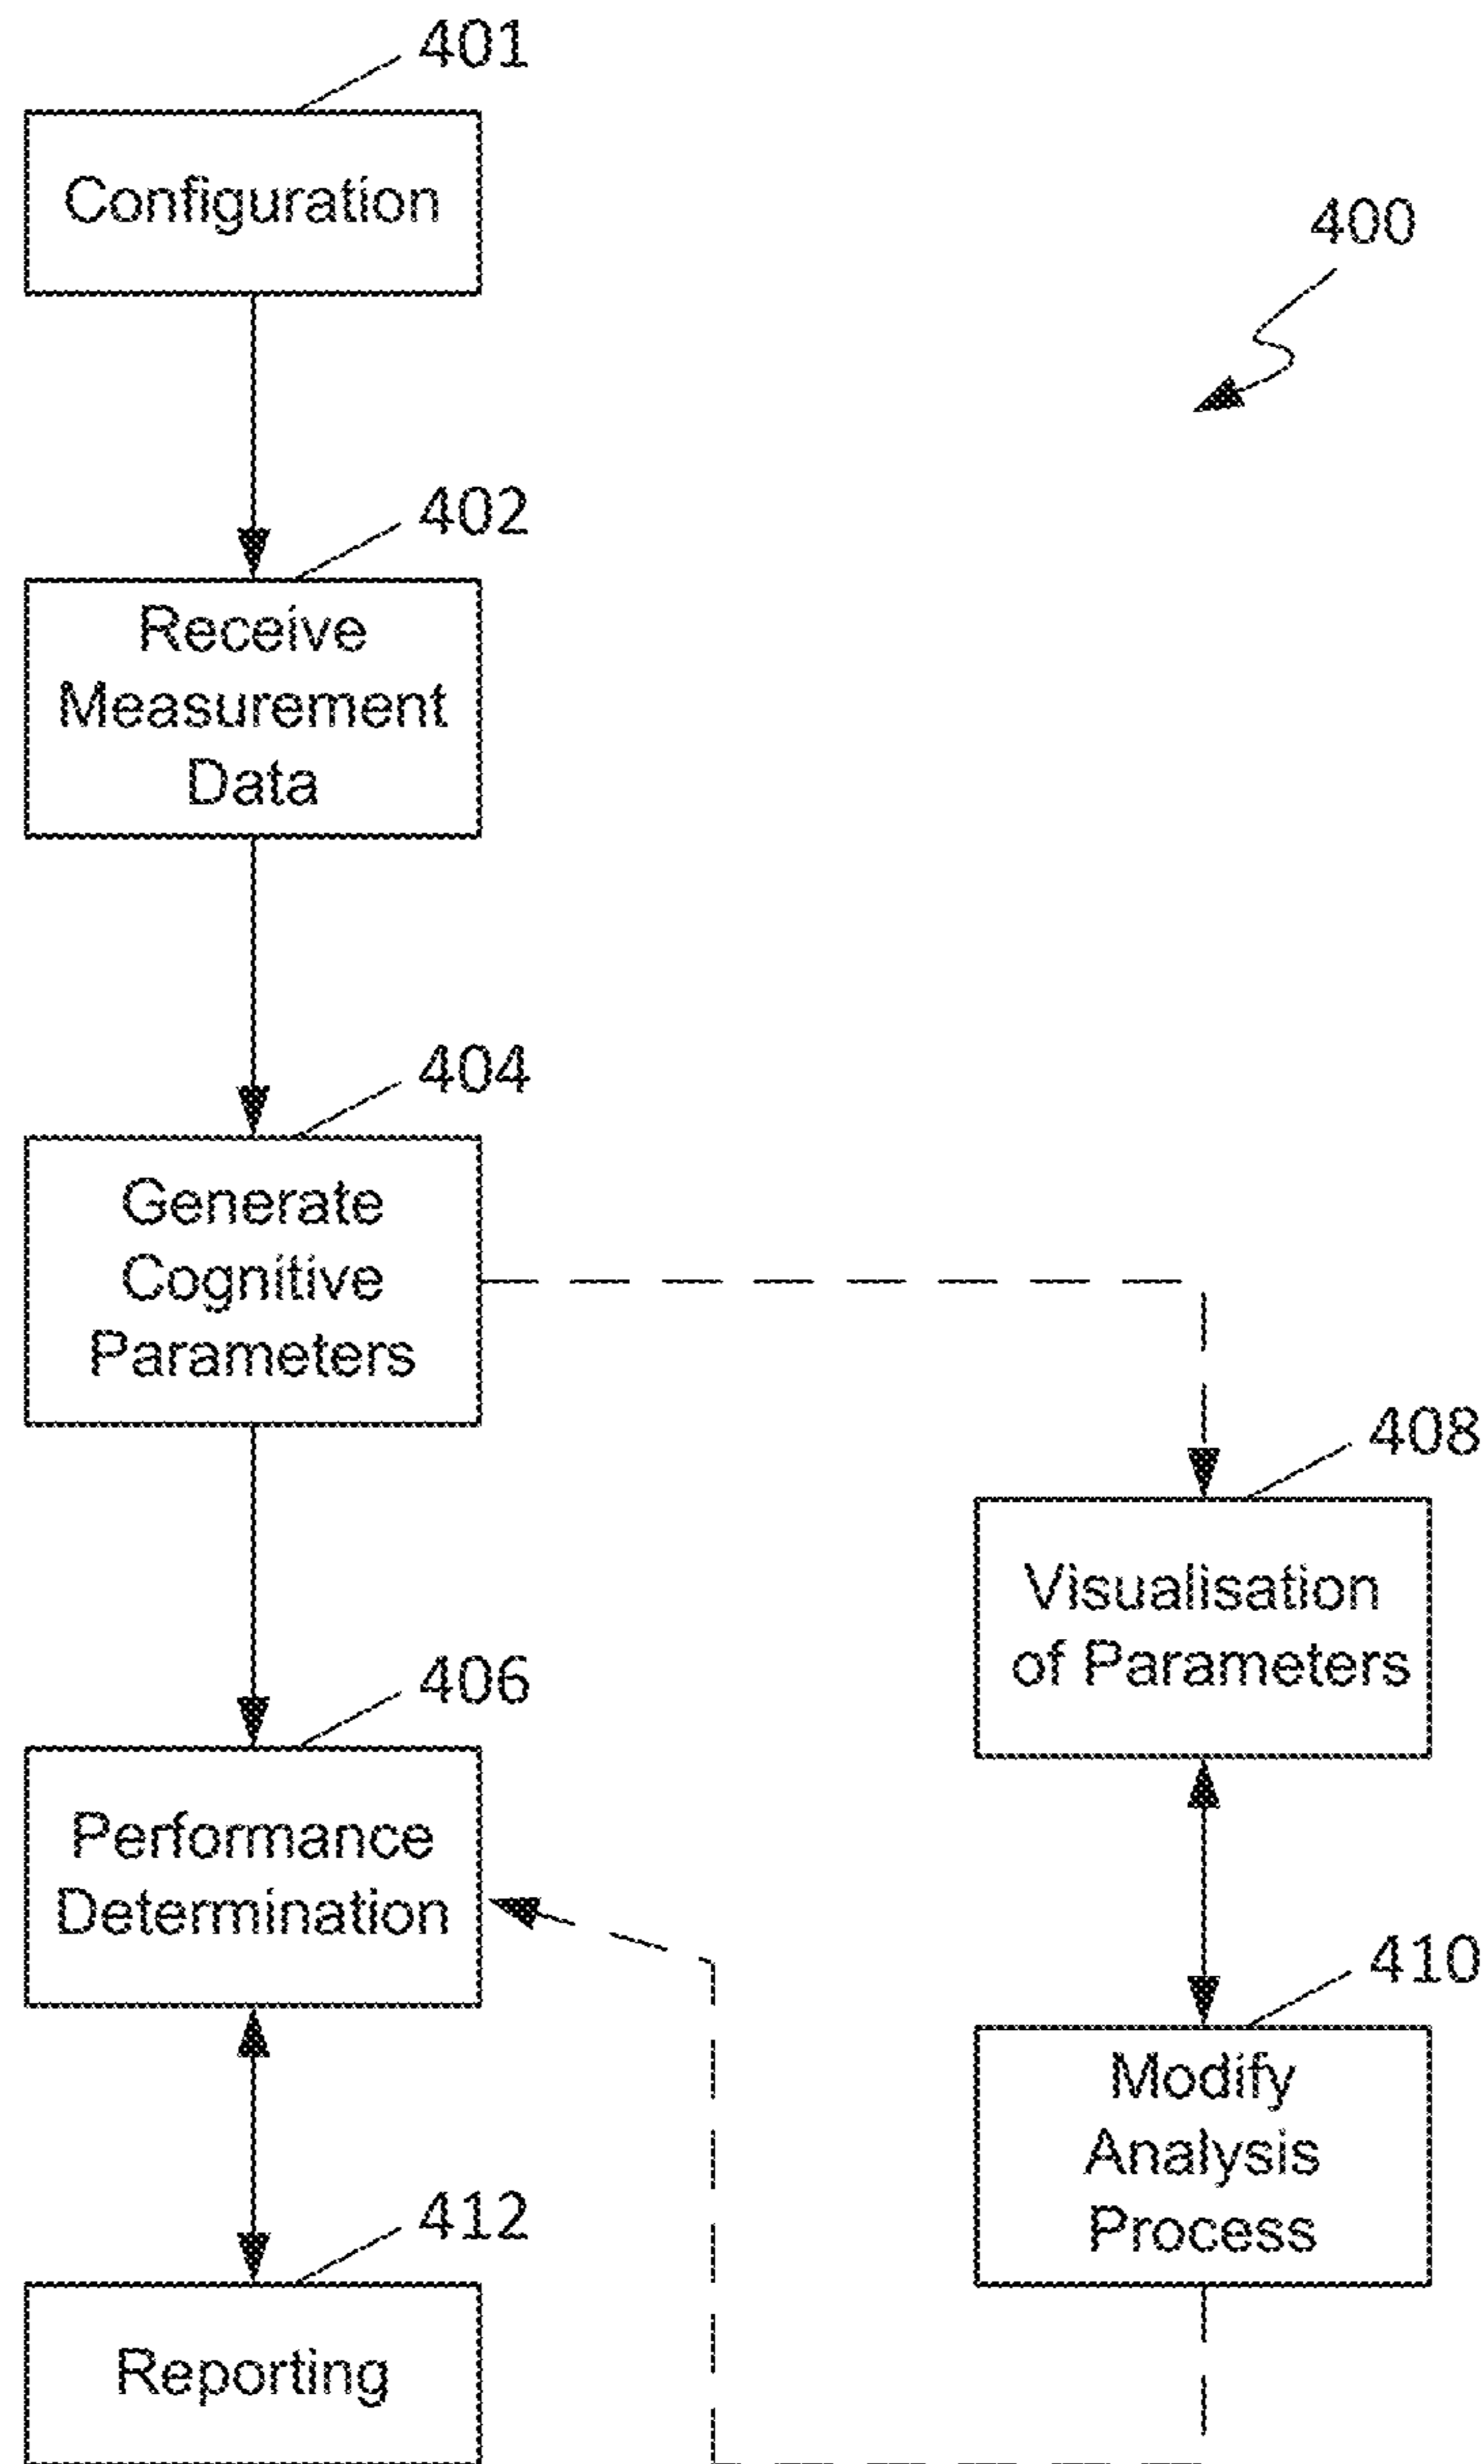 401
Configuration
400
402
Receive
Measurement
Data
404
Generate
Cognitive
Parameters
408
Visualisation
of Parameters
406
Performance
Determination
410
Modify
Analysis
Process
412
Reporting